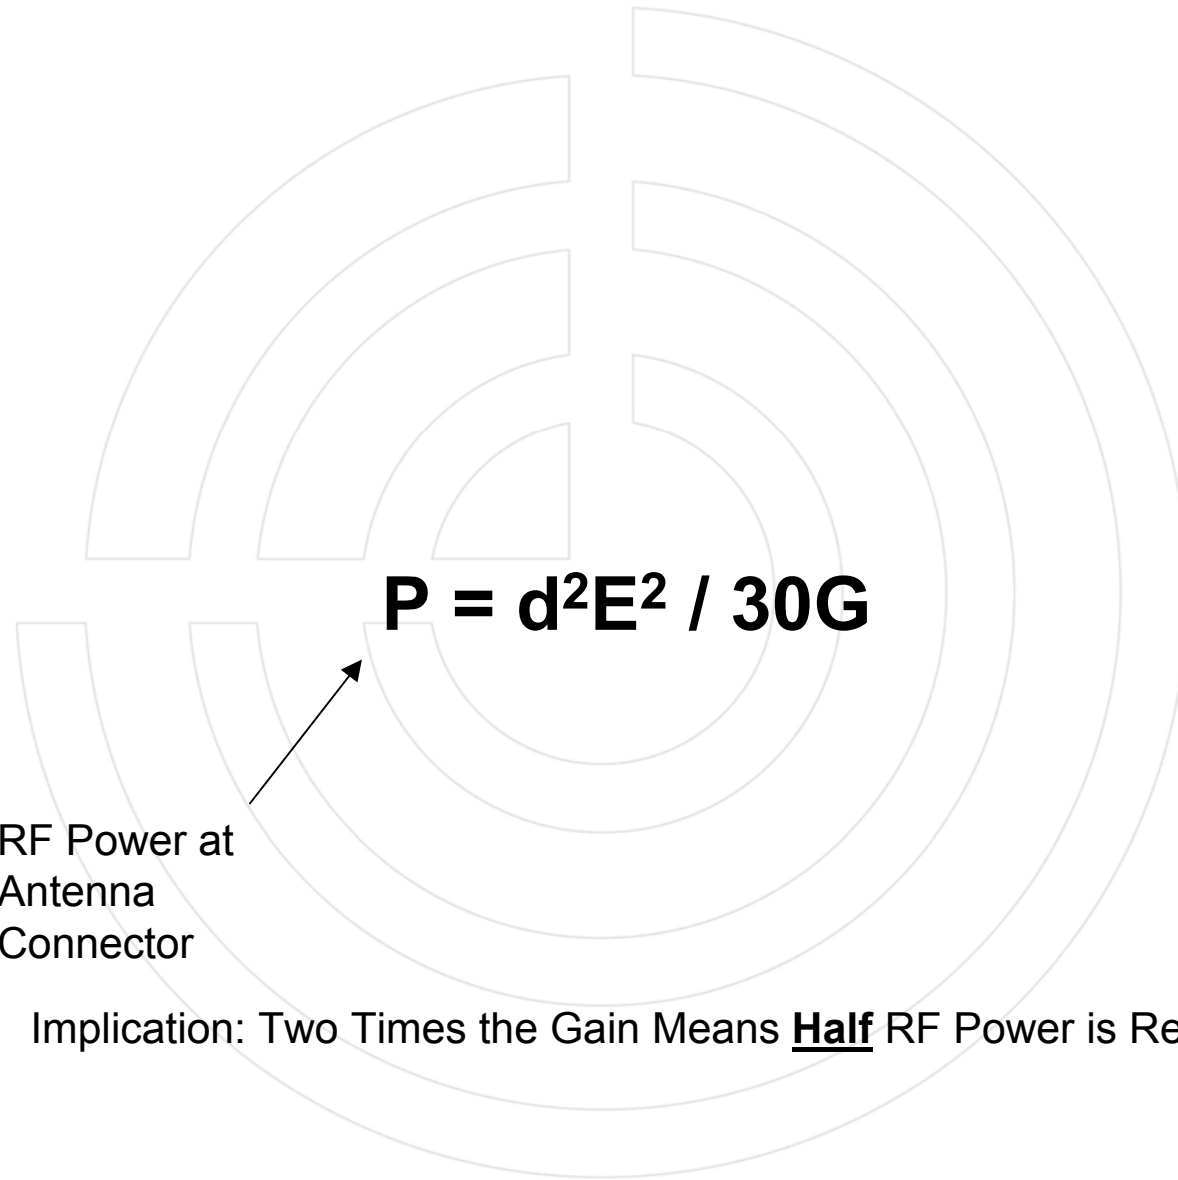 P = d²E² / 30G
RF Power at
Antenna
Connector
Implication: Two Times the Gain Means Half RF Power is Re